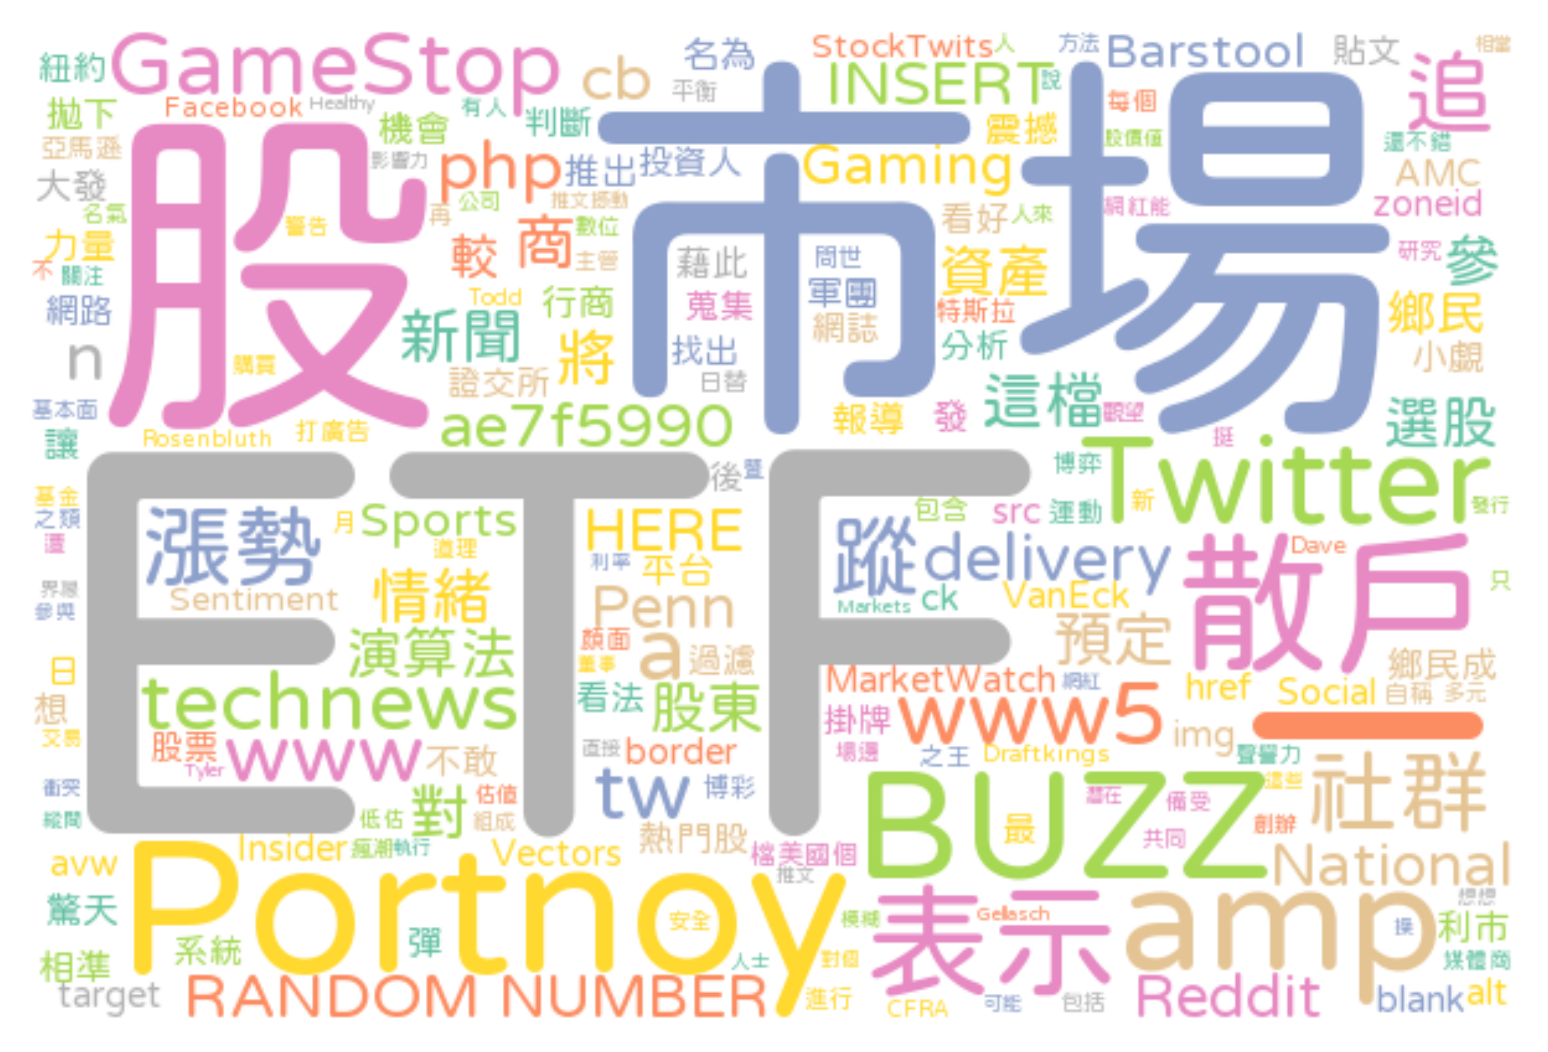 紐約
GameStop
cb
名為
StockTwits
人
方法
Barstool
貼文
相當
追
拋下
Facebook
Healthy
有人
機會
判斷
平衡
INSERT
說
每個
震撼
市場
亞馬遜
股
影響力
php
推出
投資人
Gaming
股價值
還不錯
AMC
大發
名氣
警告
再
公司
推文撼動
看好
人來
網紅能
zoneid
力量
較
商
數位
主管
藉此
問世
資產
研究
參
不
關注
網路
Todd
行商
蒐集
軍團
特斯拉
鄉民
n
新聞
將
找出
網誌
分析
小覷
購買
證交所
日替
這檔
觀望
基本面
ae7f5990
報導
發
選股
讓
Rosenbluth
打廣告
挺
ETF
後
暨
博弈
Twitter
基金
之類
遭
漲勢
月
Sports
道理
HERE
包含
src
運動
新
發行
利率
平台
蹤
delivery
散戶
Dave
只
界限
參與
Sentiment
情緒
Penn
Markets
ck
VanEck
演算法
顏面
董事
a
過濾
預定
鄉民成
日
想
technews
看法
股東
MarketWatch
網紅
href
Social
自稱
多元
交易
股票
www
Tyler
不敢
直接
border
掛牌
www5
img
一
場邊
之王
Draftkings
聲譽力
衝突
縱問
tw
博彩
BUZZ
潛在
備受
這些
社群
低估
對
估值
組成
最
共同
創辦
avw
Insider
瘋潮
執行
Vectors
熱門股
檔美國個
推文
National
想想
驚天
Portnoy
安全
模糊
表示
Gellasch
amp
操
利市
相準
系統
彈
人士
對個
媒體商
target
RANDOM NUMBER
進行
CFRA
可能
包括
Reddit
blank
alt